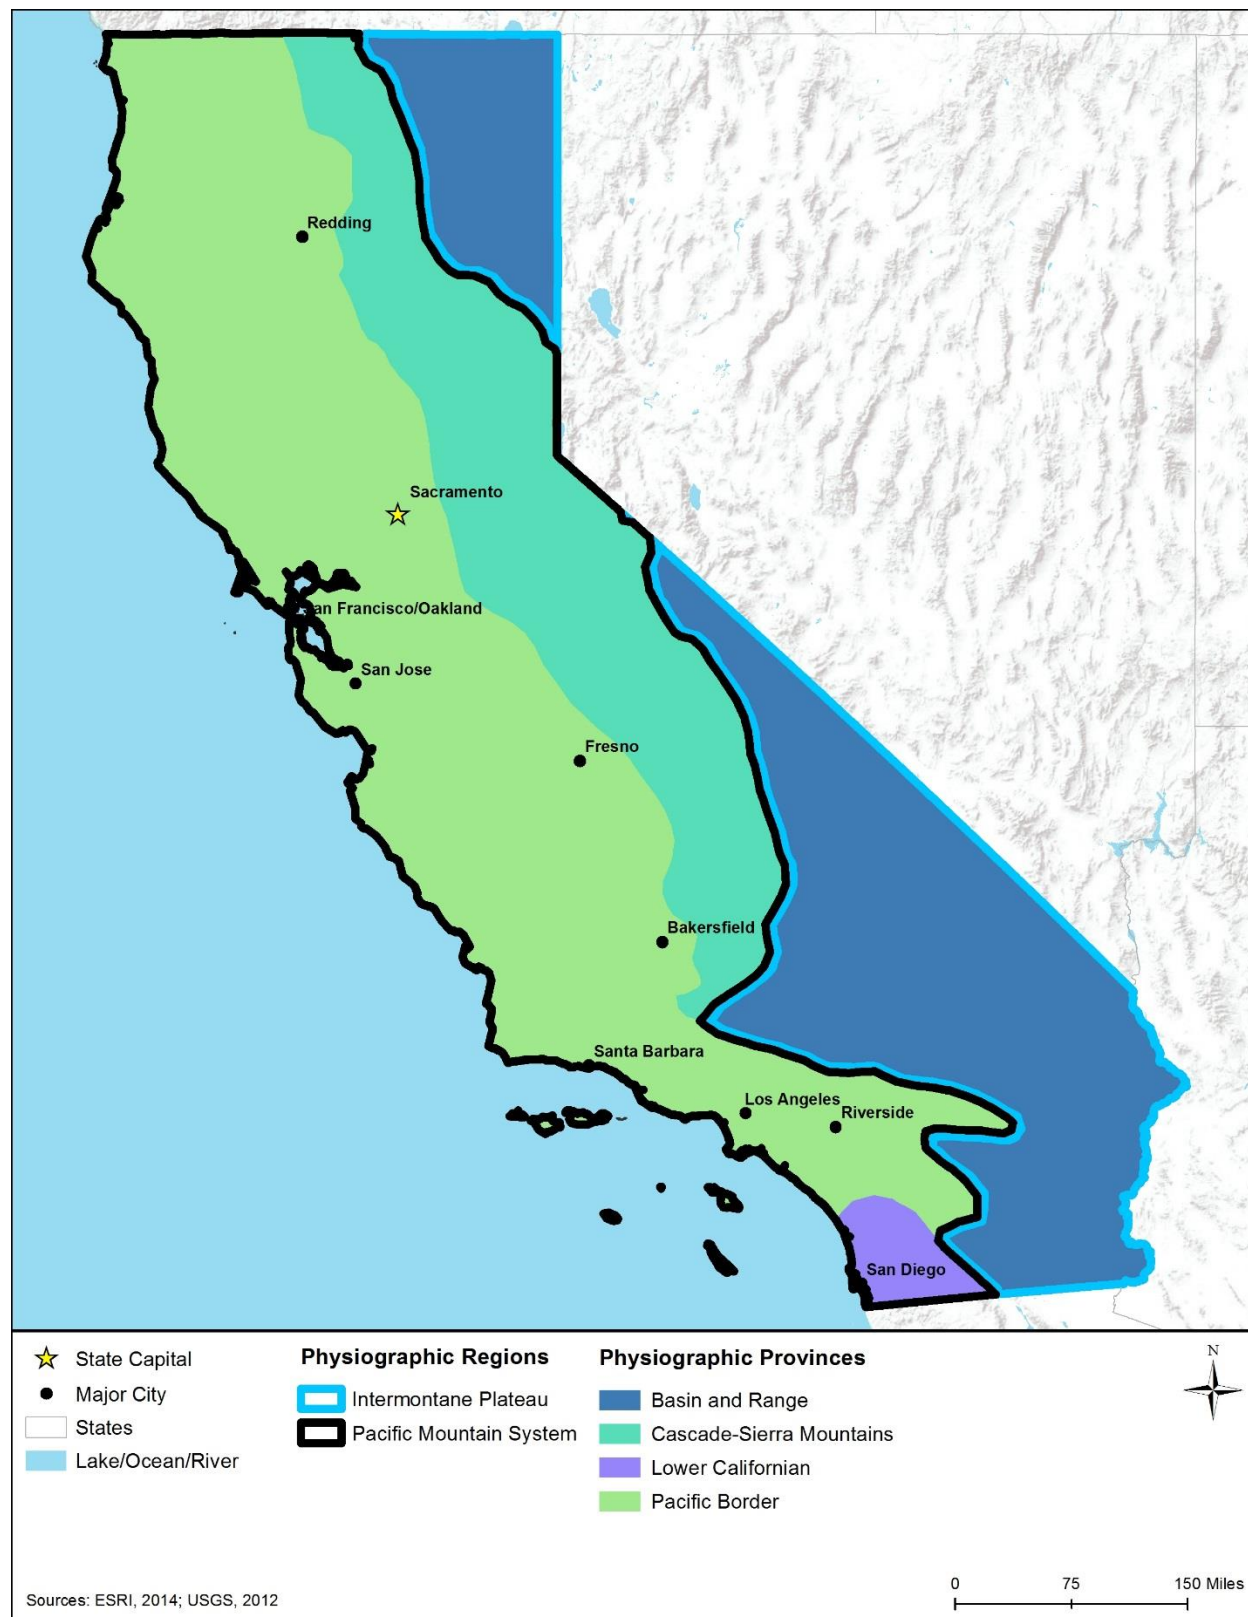 Redding
Sacramento
San Francisco/Oakland
San Jose
Fresno
Bakersfield
Santa Barbara
Los Angeles
Riverside
San Diego
State Capital
Major City
States
Lake/Ocean/River
Physiographic Regions
Intermontane Plateau
Pacific Mountain System
Physiographic Provinces
Basin and Range
Cascade-Sierra Mountains
Lower Californian
Pacific Border
N
Sources: ESRI, 2014; USGS, 2012
0 75 150 Miles